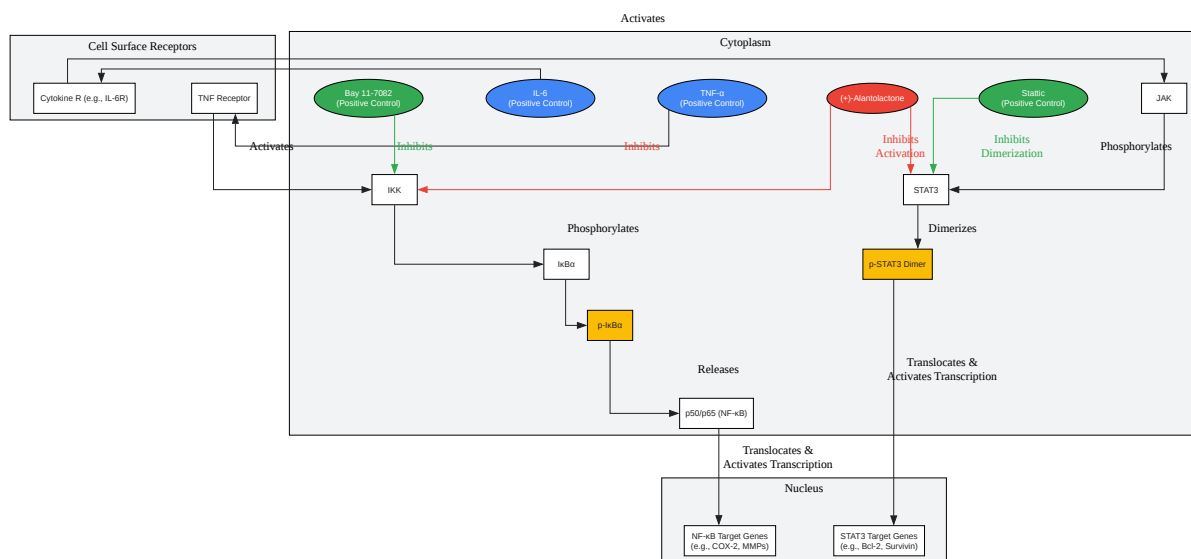 Activates
Cell Surface Receptors
Cytoplasm
Cytokine R (e.g., IL-6R)
TNF Receptor
Bay 11-7082
(Positive Control)
IL-6
(Positive Control)
TNF-α
(Positive Control)
(+)-Alantolactone
Stattic
(Positive Control)
JAK
Activates
Inhibits
Inhibits
Inhibits
Activation
Inhibits
Dimerization
Phosphorylates
IKK
STAT3
Phosphorylates
Dimerizes
IκBα
p-STAT3 Dimer
p-IκBα
Releases
Translocates &
Activates Transcription
p50/p65 (NF-κB)
Translocates &
Activates Transcription
Nucleus
NF-κB Target Genes
(e.g., COX-2, MMPs)
STAT3 Target Genes
(e.g., Bcl-2, Survivin)